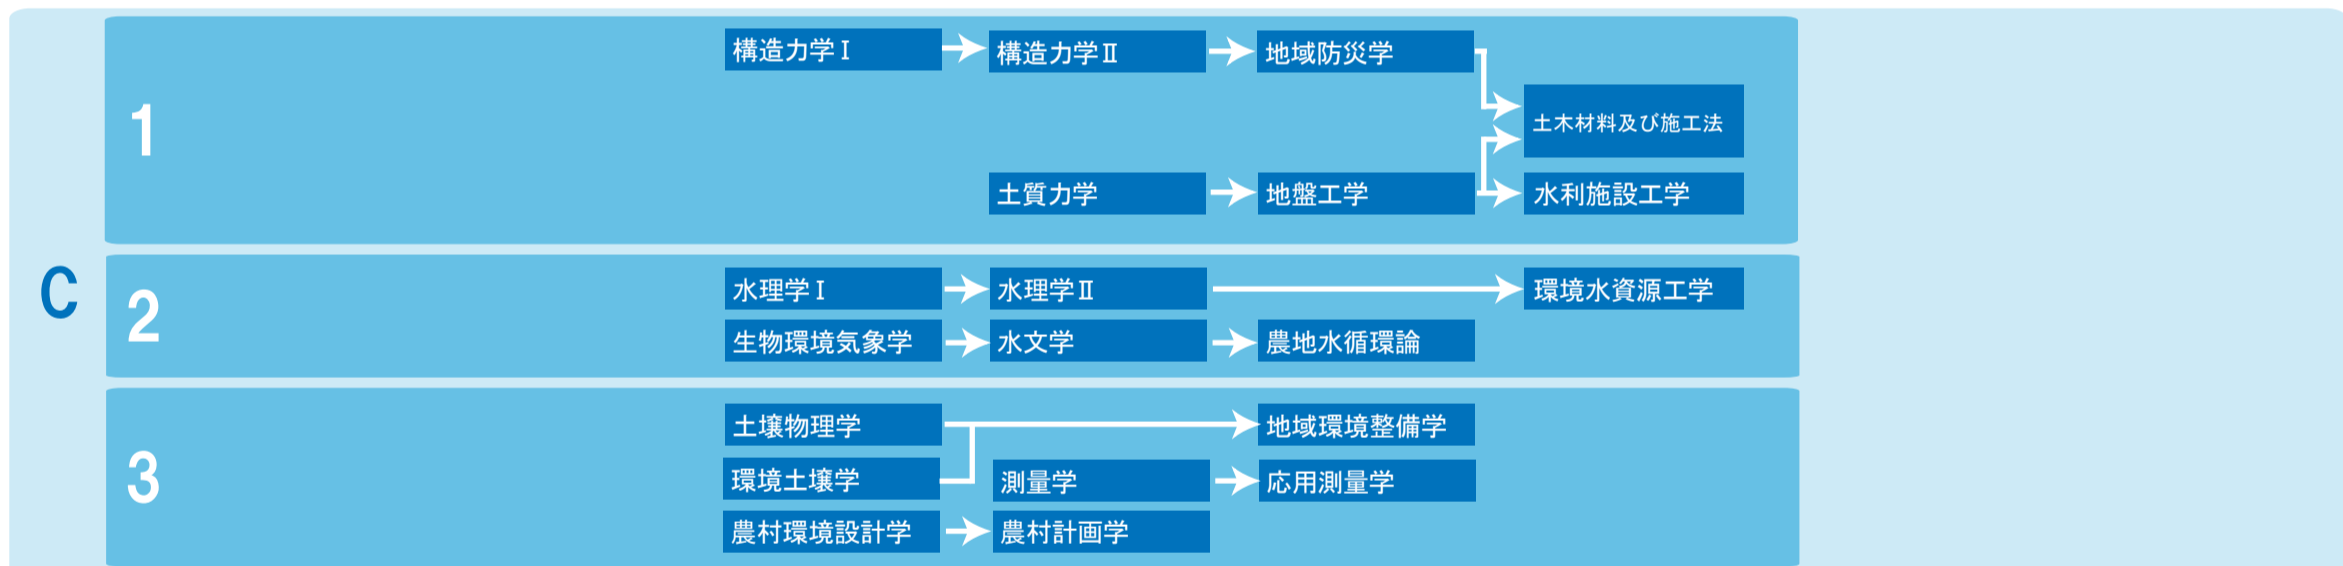 C
1
構造力学Ⅰ
構造力学Ⅱ
地域防災学
土木材料及び施工法
土質力学
地盤工学
水利施設工学
2
水理学Ⅰ
水理学Ⅱ
環境水資源工学
生物環境気象学
水文学
農地水循環論
3
土壌物理学
地域環境整備学
環境土壌学
測量学
応用測量学
農村環境設計学
農村計画学